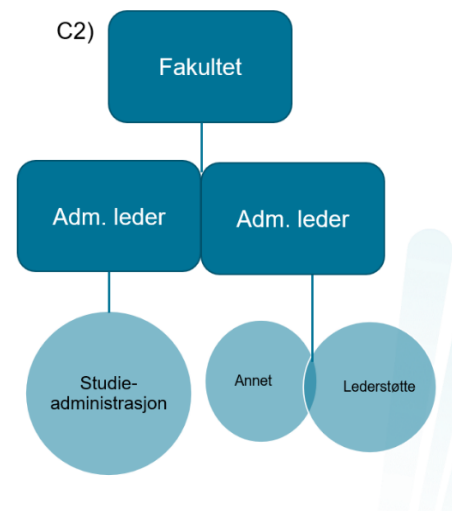 C2)
Fakultet
Adm. leder
Adm. leder
Studie-
administrasjon
Annet
Lederstøtte